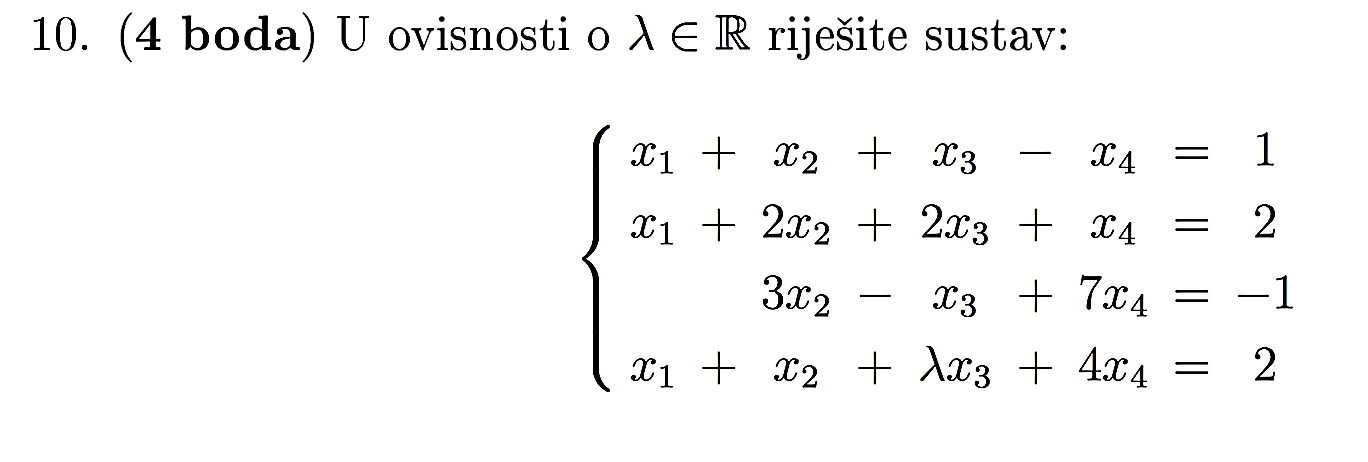 10. (4 boda) U ovisnosti o λ ∈ ℝ riješite sustav:
x₁ + x₂ + x₃ − x₄ = 1
x₁ + 2x₂ + 2x₃ + x₄ = 2
3x₂ − x₃ + 7x₄ = −1
x₁ + x₂ + λx₃ + 4x₄ = 2